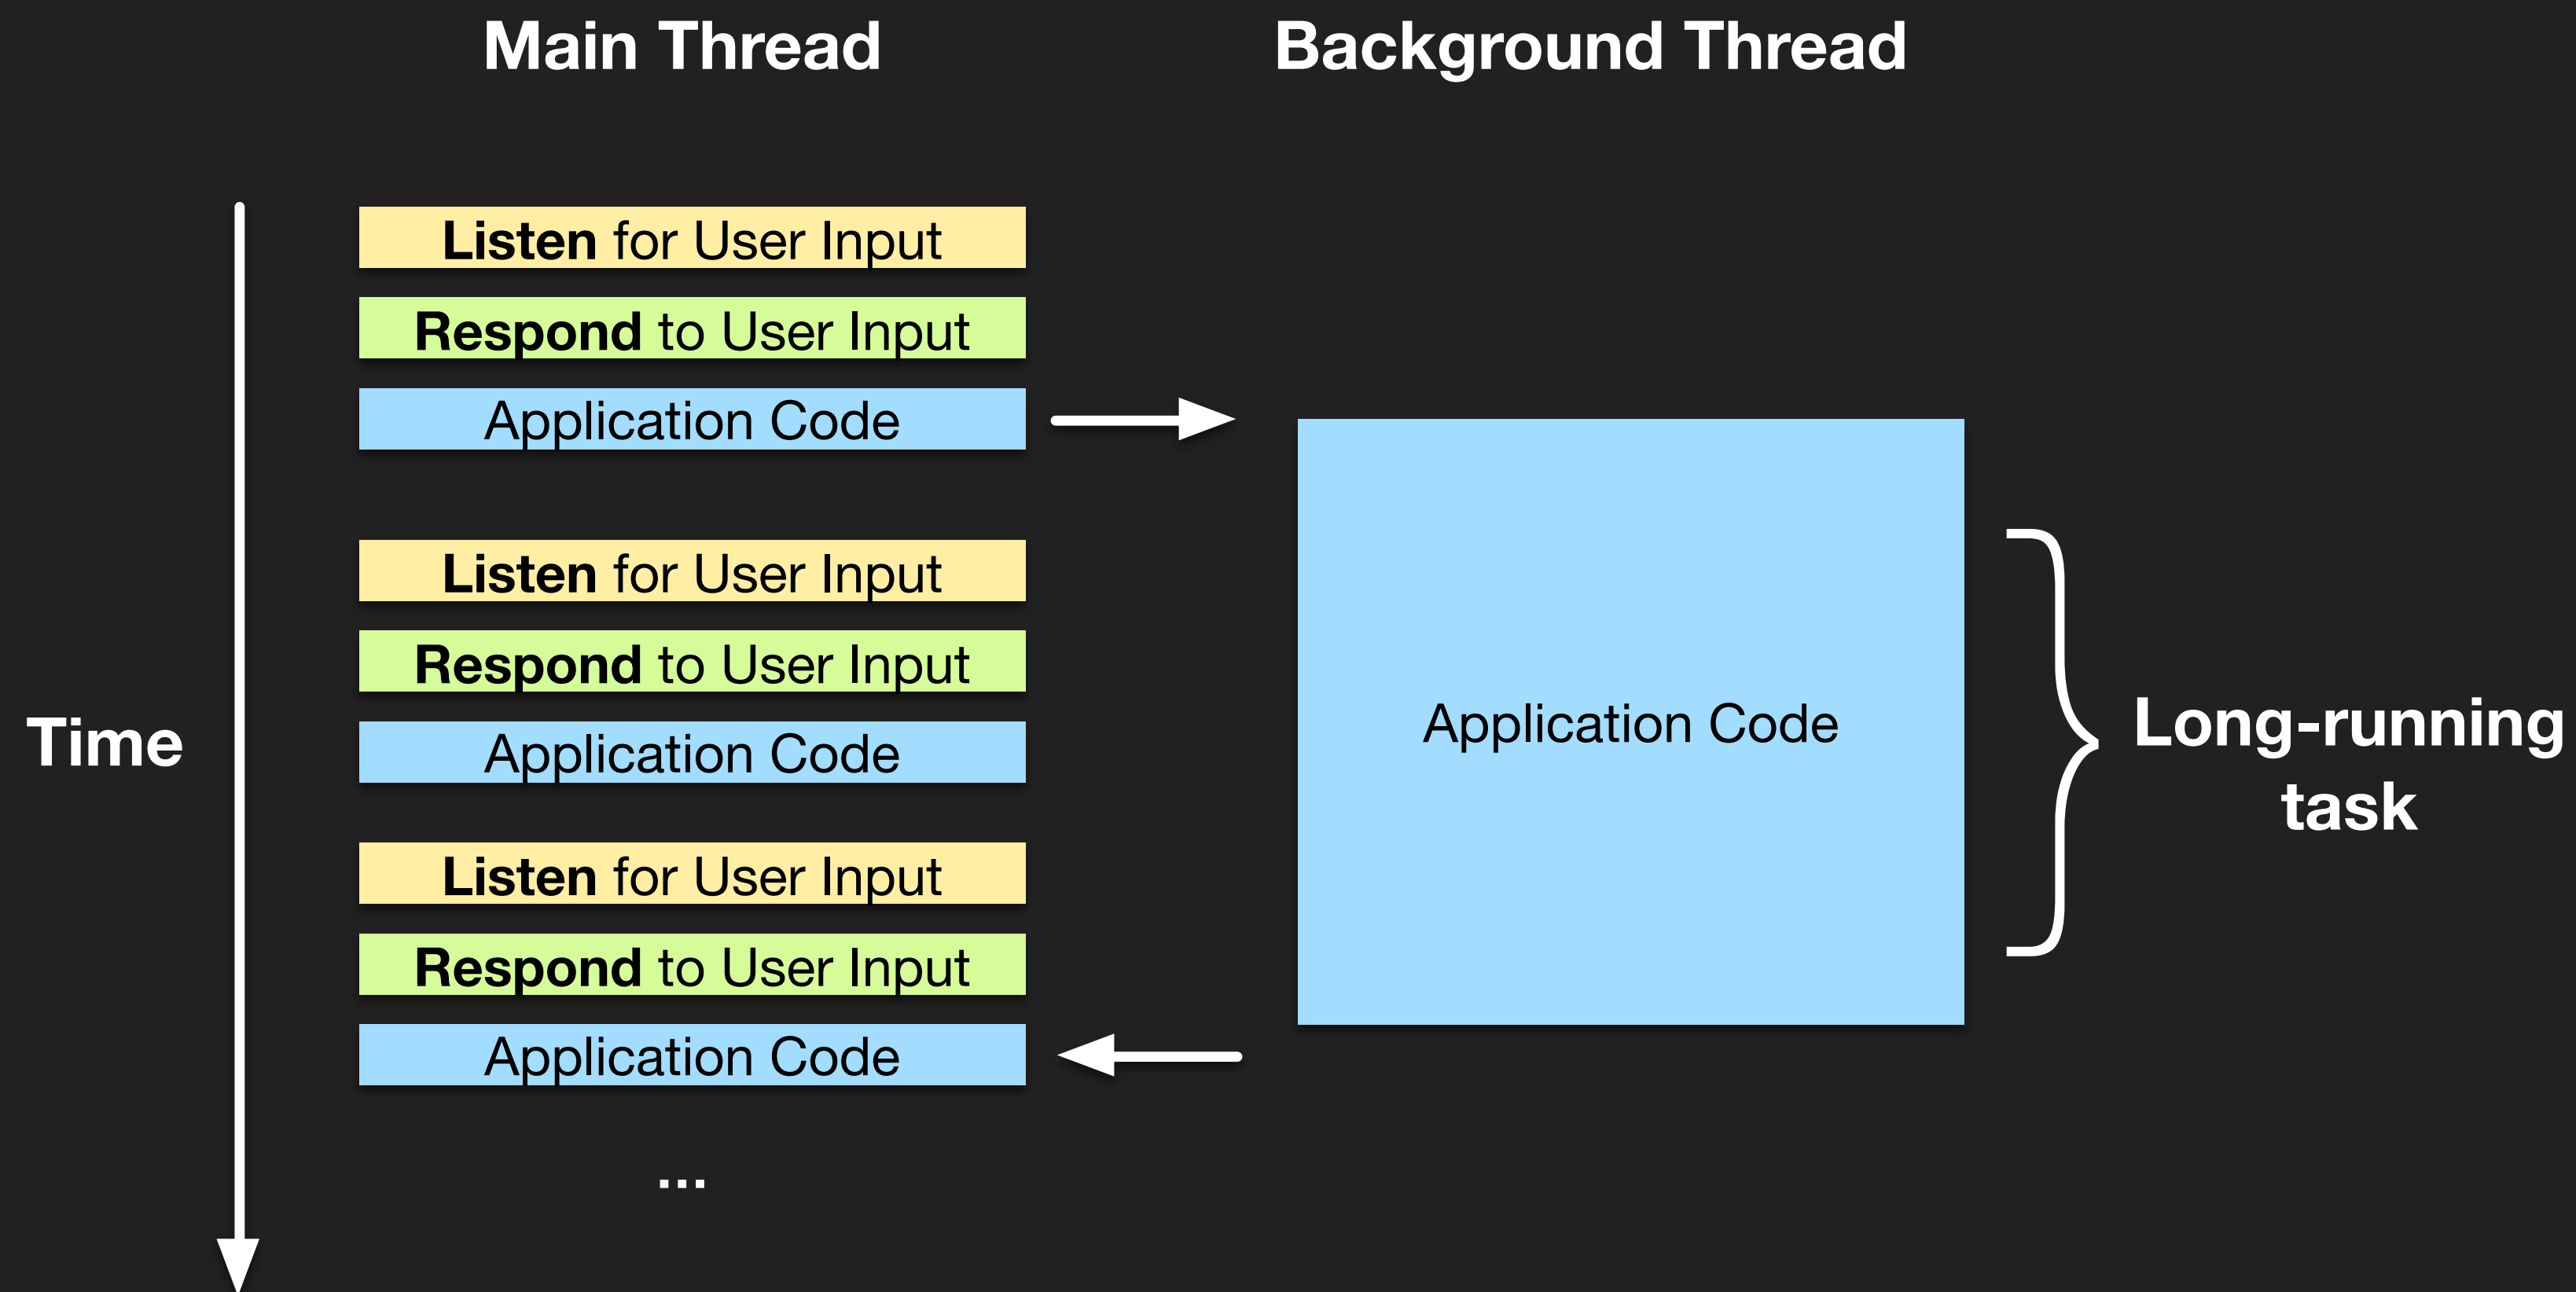 Main Thread
Background Thread
Listen for User Input
Respond to User Input
Application Code
Listen for User Input
Respond to User Input
Application Code
Listen for User Input
Respond to User Input
Application Code
...
Time
Application Code
Long-running
task